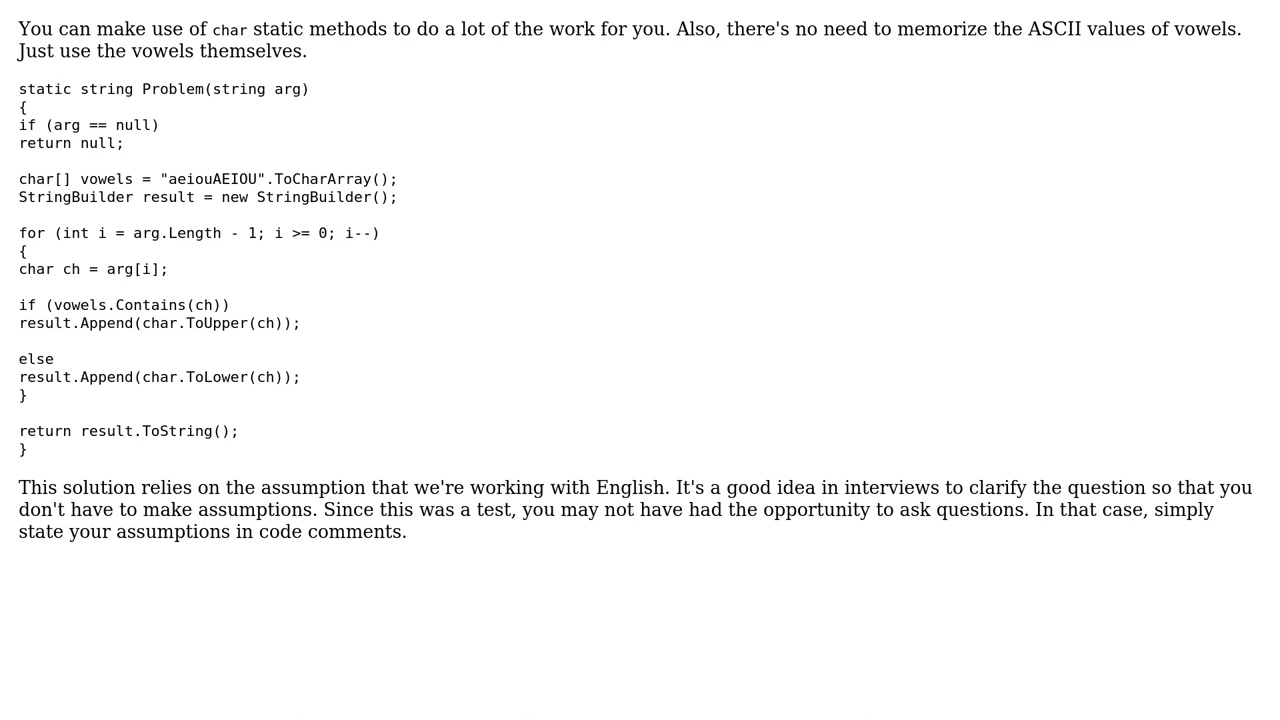 You can make use of char static methods to do a lot of the work for you. Also, there's no need to memorize the ASCII values of vowels.
Just use the vowels themselves.
static string Problem(string arg)
{
if (arg == null)
return null;
char[] vowels = "aeiouAEIOU".ToCharArray();
StringBuilder result = new StringBuilder();
for (int i = arg.Length - 1; i >= 0; i--)
{
char ch = arg[i];
if (vowels.Contains(ch))
result.Append(char.ToUpper(ch));
else
result.Append(char.ToLower(ch));
}
return result.ToString();
}
This solution relies on the assumption that we're working with English. It's a good idea in interviews to clarify the question so that you
don't have to make assumptions. Since this was a test, you may not have had the opportunity to ask questions. In that case, simply
state your assumptions in code comments.